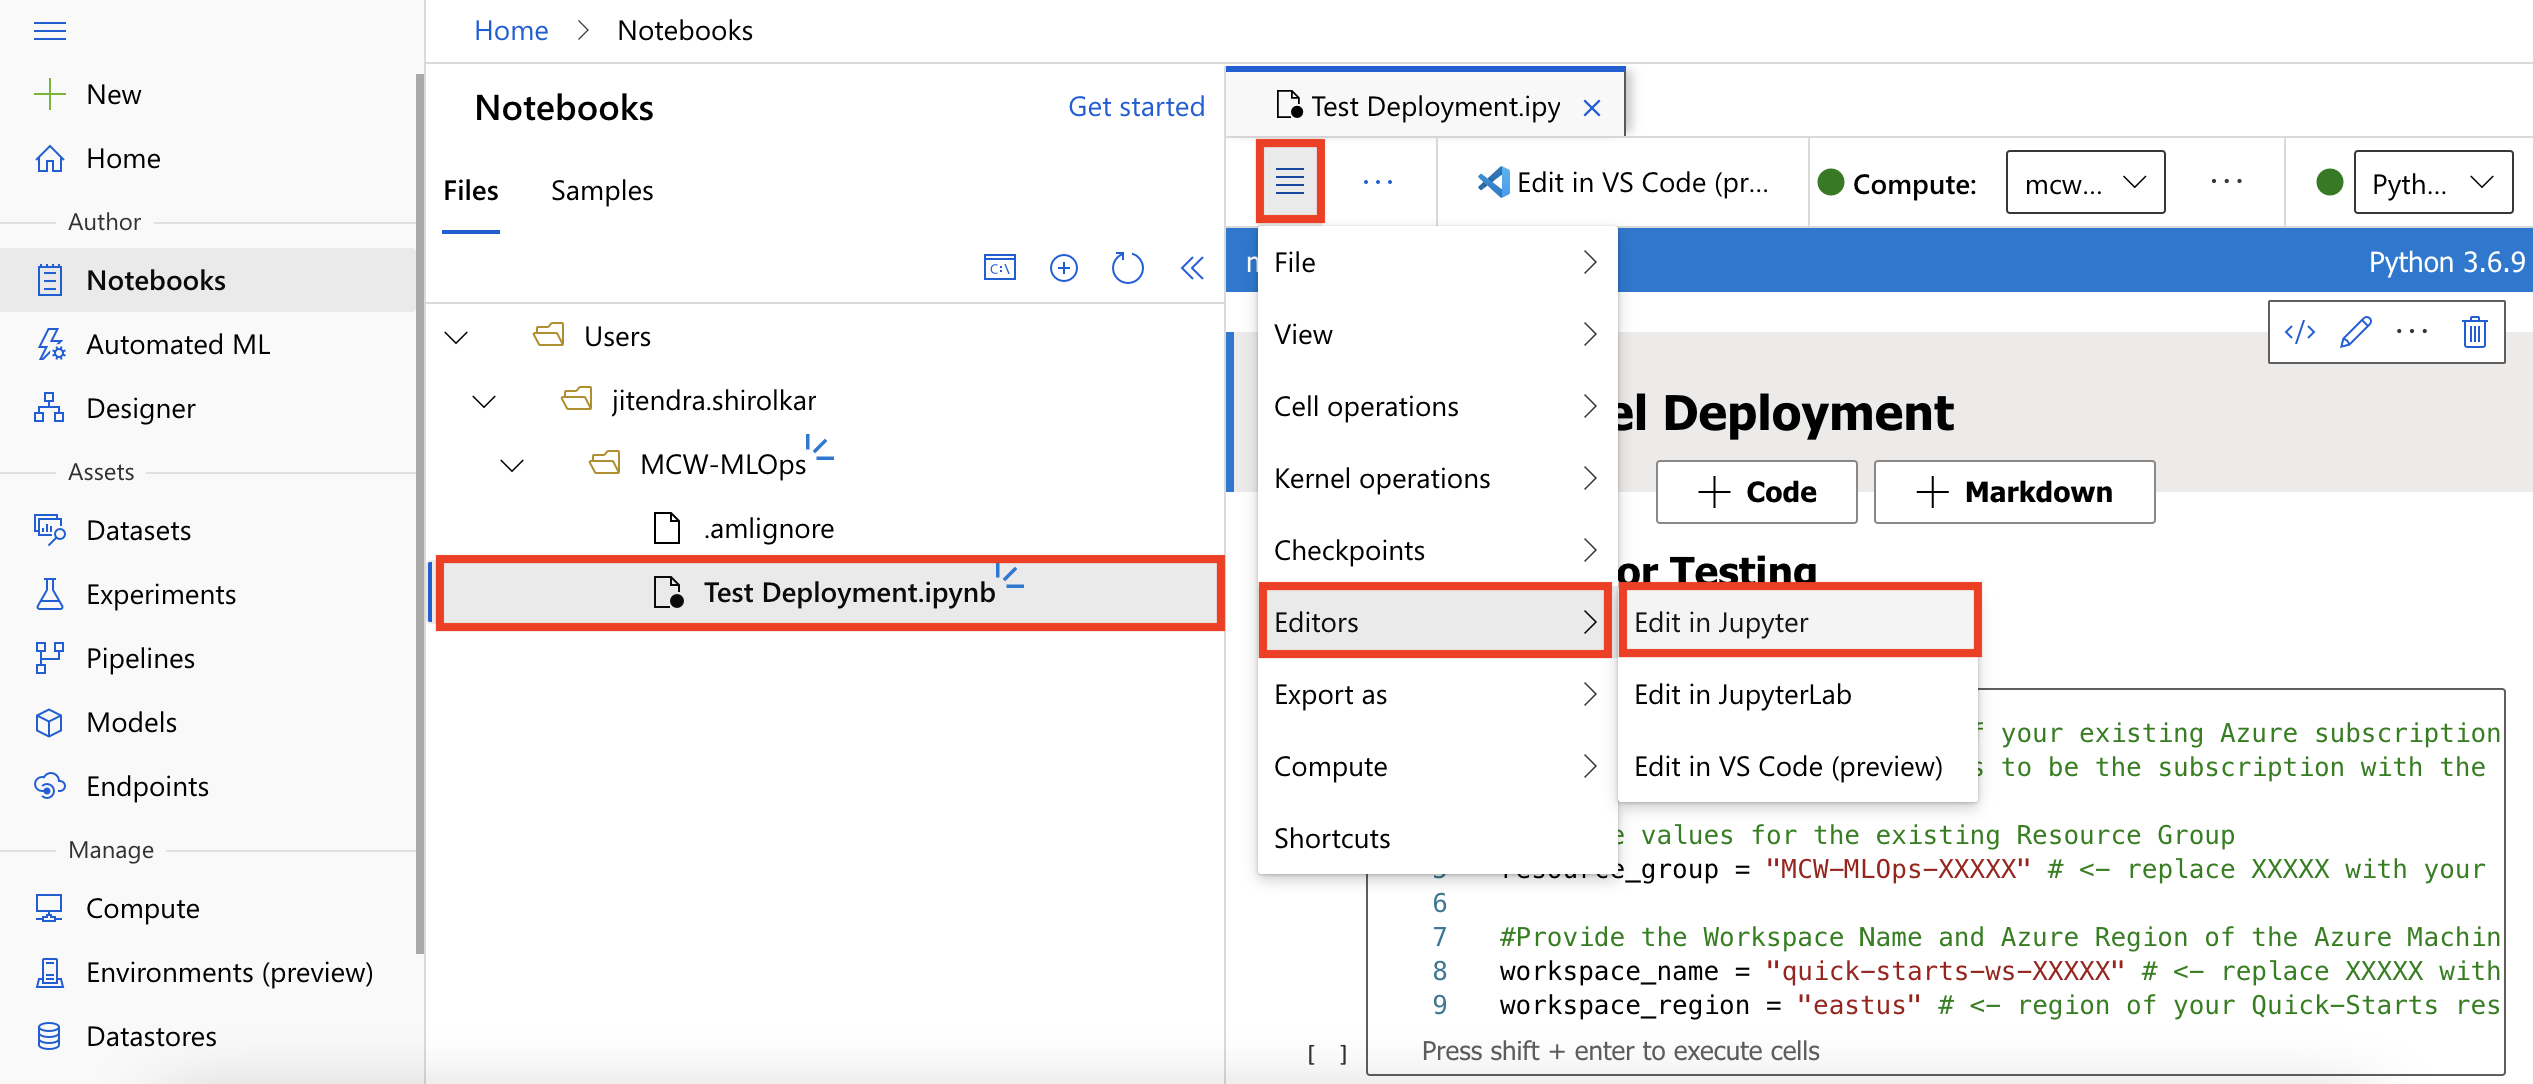 Home > Notebooks
New
Home
Author
Notebooks
Automated ML
Designer
Assets
Datasets
Experiments
Pipelines
Models
Endpoints
Manage
Compute
Environments (preview)
Datastores
Notebooks
Get started
Files Samples
Users
jitendra.shirolkar
MCW-MLOps
.amlignore
Test Deployment.ipynb
Test Deployment.ipy
Edit in VS Code (pr... Compute: mcw... ... Pyth...
Python 3.6.9
File
View
Cell operations
Kernel operations
Checkpoints
Editors
Export as
Compute
Shortcuts
Edit in Jupyter
Edit in JupyterLab
Edit in VS Code (preview)
Deployment
+ Code + Markdown
or Testing
your existing Azure subscription
to be the subscription with the
values for the existing Resource Group
_group = "MCW-MLOps-XXXXX" # <- replace XXXXX with your
6
7 #Provide the Workspace Name and Azure Region of the Azure Machin
8 workspace_name = "quick-starts-ws-XXXXX" # <- replace XXXXX with
9 workspace_region = "eastus" # <- region of your Quick-Starts res
[ ] Press shift + enter to execute cells